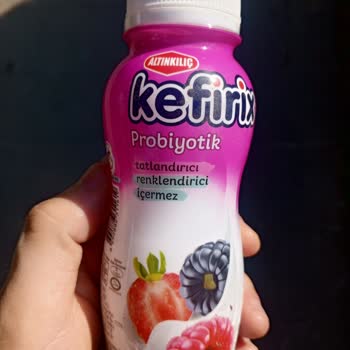 ALTINKILIÇ
kefirix
Probiyotik
tatlandırıcı
renklendirici
içermez